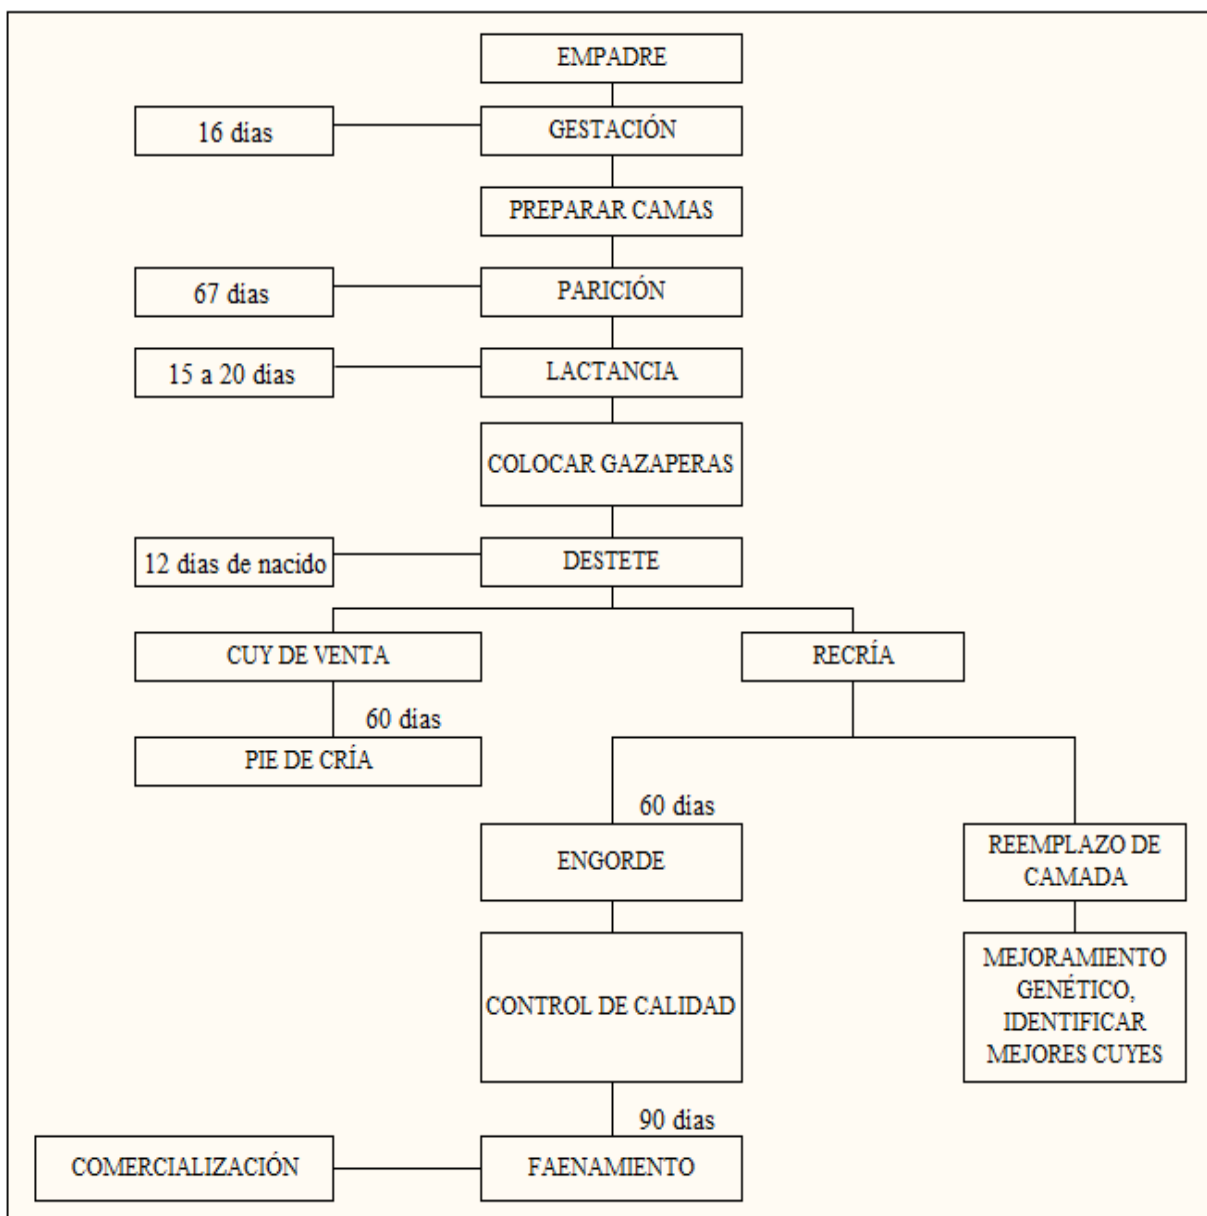 EMPADRE
16 dias
GESTACIÓN
PREPARAR CAMAS
67 dias
PARICIÓN
15 a 20 dias
LACTANCIA
COLOCAR GAZAPERAS
12 dias de nacido
DESTETE
CUY DE VENTA
RECRÍA
60 dias
PIE DE CRÍA
60 dias
ENGORDE
REEMPLAZO DE
CAMADA
CONTROL DE CALIDAD
MEJORAMIENTO
GENÉTICO,
IDENTIFICAR
MEJORES CUYES
90 dias
COMERCIALIZACIÓN
FAENAMIENTO